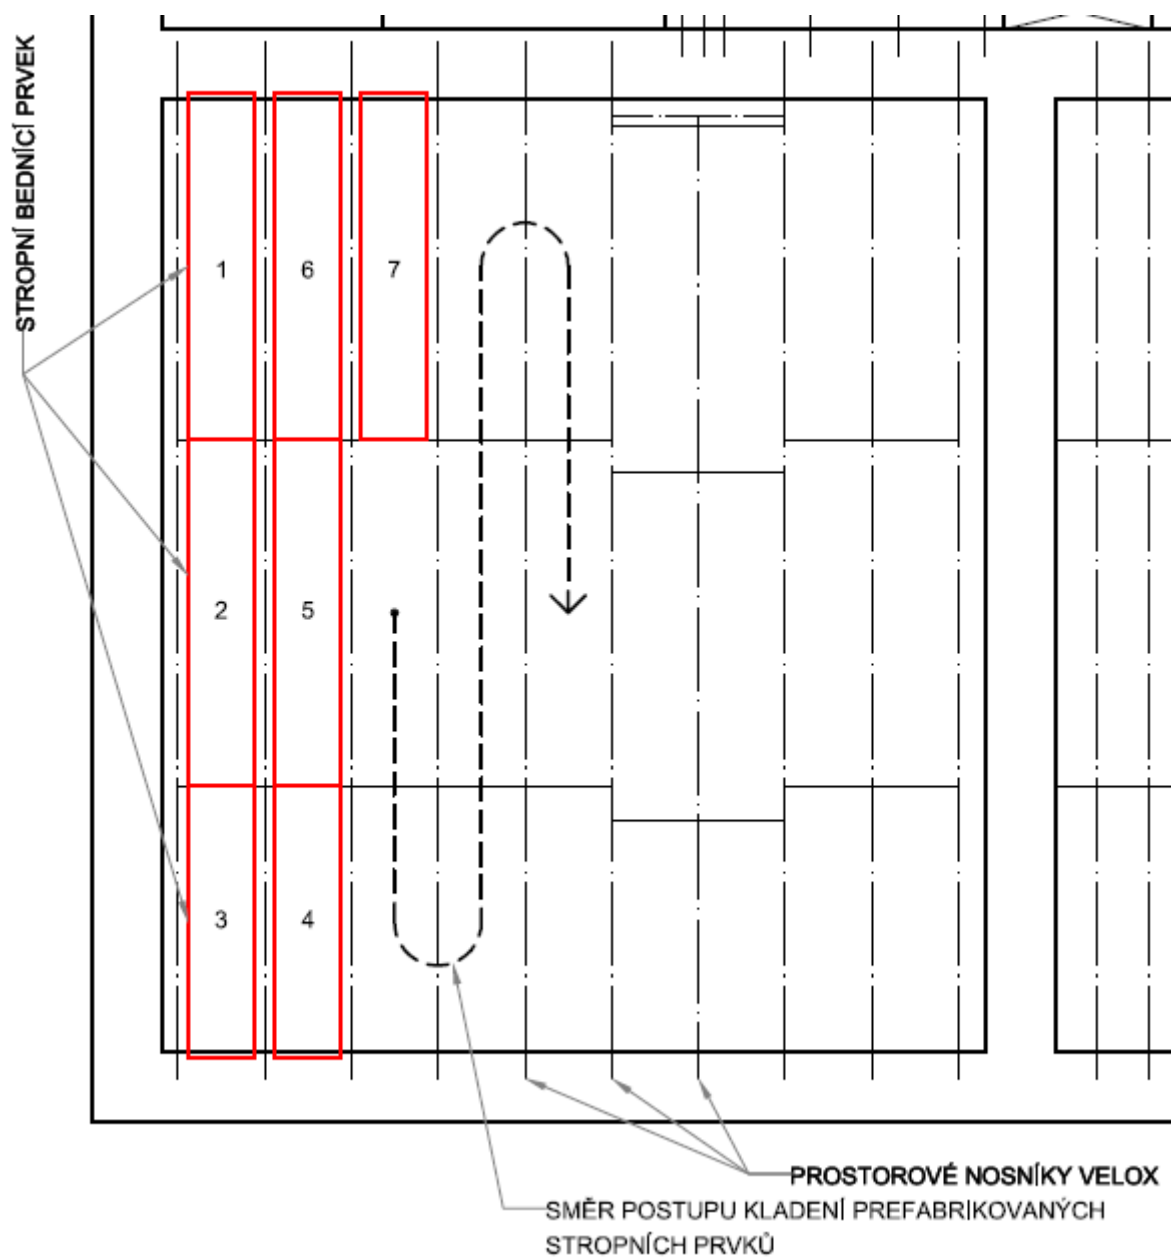 STROPNÍ BEDNÍCÍ PRVEK
1
6
7
2
5
3
4
PROSTOROVÉ NOSNÍKY VELOX
SMĚR POSTUPU KLADENÍ PREFABRIKOVANÝCH
STROPNÍCH PRVKŮ